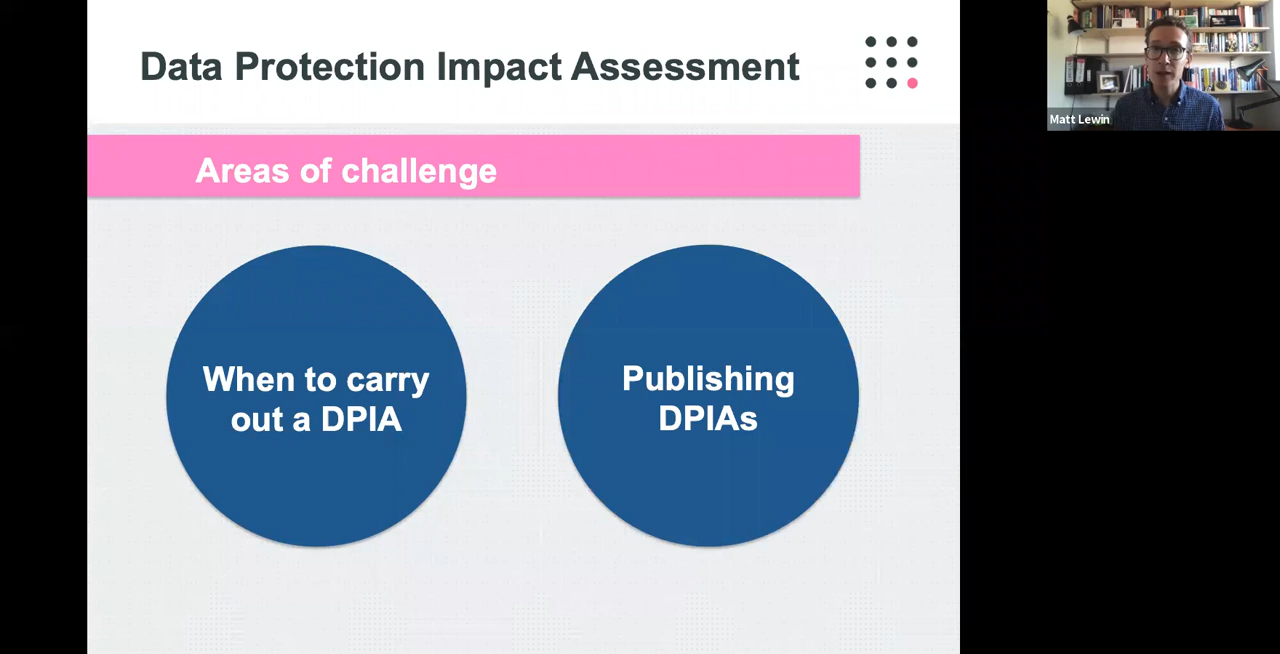 Data Protection Impact Assessment
Matt Lewin
Areas of challenge
When to carry
out a DPIA
Publishing
DPIAs